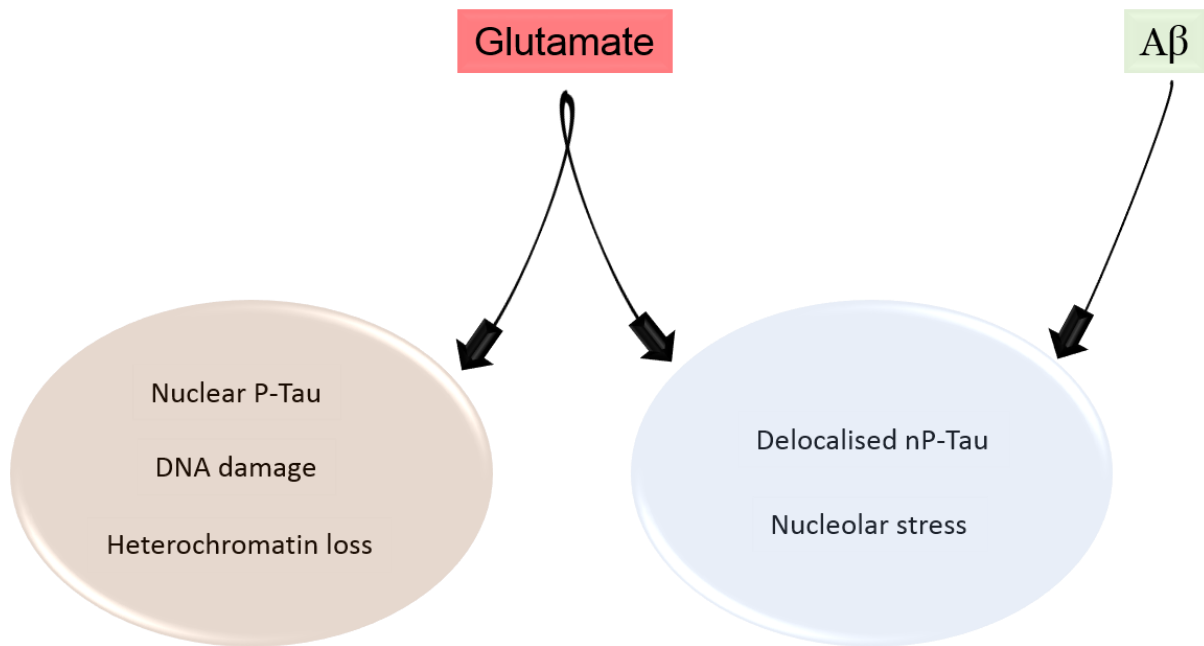 Glutamate
Aβ
Nuclear P-Tau
DNA damage
Heterochromatin loss
Delocalised nP-Tau
Nucleolar stress